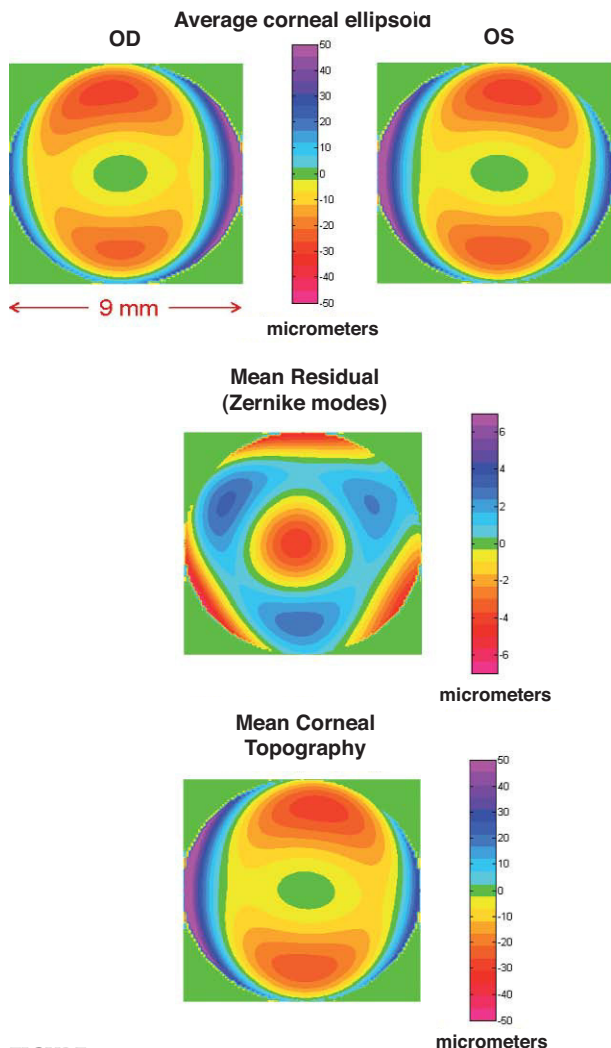 Average corneal ellipsoid
OD
OS
50
40
30
20
10
0
-10
-20
-30
-40
-50
9 mm
micrometers
Mean Residual
(Zernike modes)
6
4
2
0
-2
-4
-6
micrometers
Mean Corneal
Topography
50
40
30
20
10
0
-10
-20
-30
-40
-50
micrometers